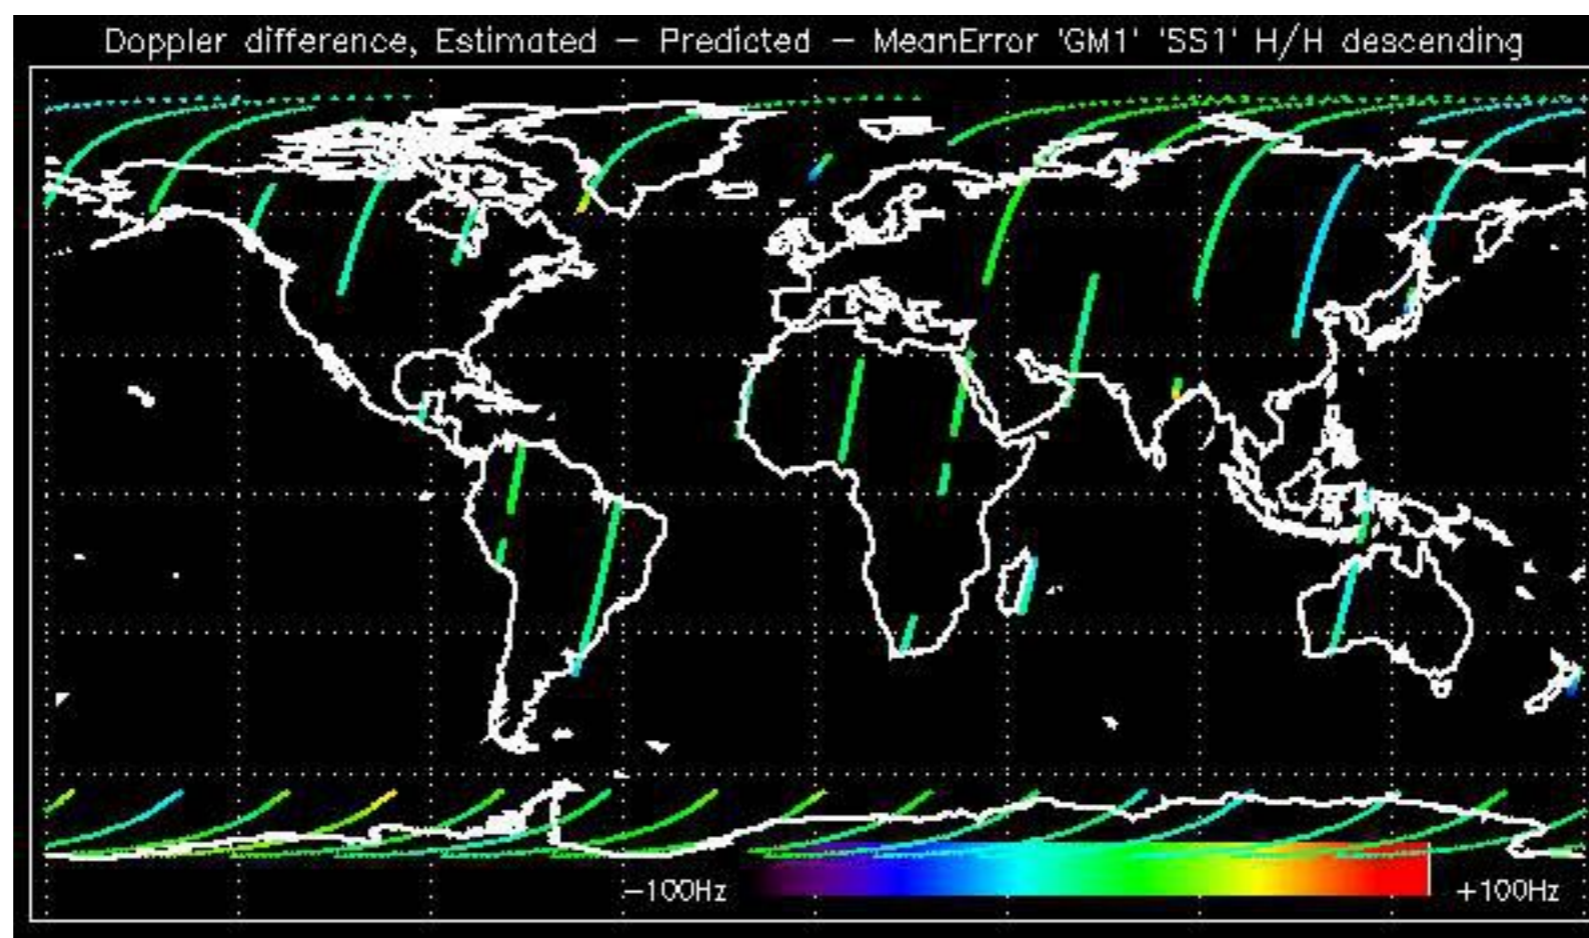 Doppler difference, Estimated — Predicted — MeanError 'GM1' 'SS1' H/H descending
−100Hz +100Hz